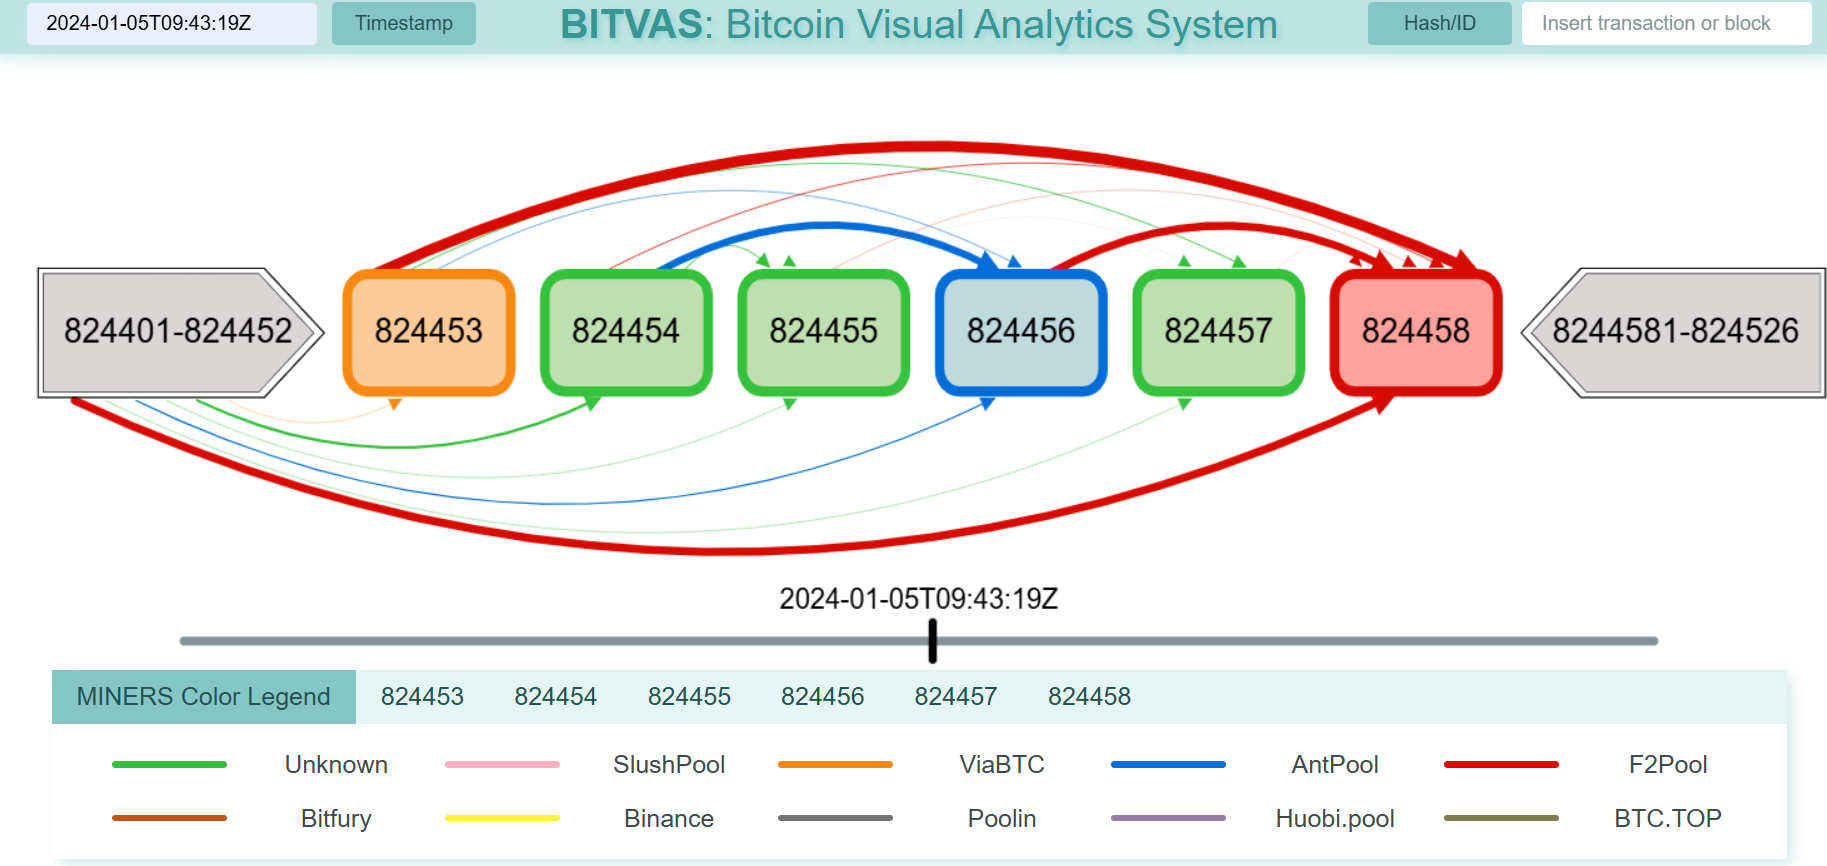 2024-01-05T09:43:19Z Timestamp BITVAS: Bitcoin Visual Analytics System Hash/ID Insert transaction or block
824401-824452 824453 824454 824455 824456 824457 824458 8244581-824526
2024-01-05T09:43:19Z
MINERS Color Legend 824453 824454 824455 824456 824457 824458
Unknown SlushPool ViaBTC AntPool F2Pool
Bitfury Binance Poolin Huobi.pool BTC.TOP